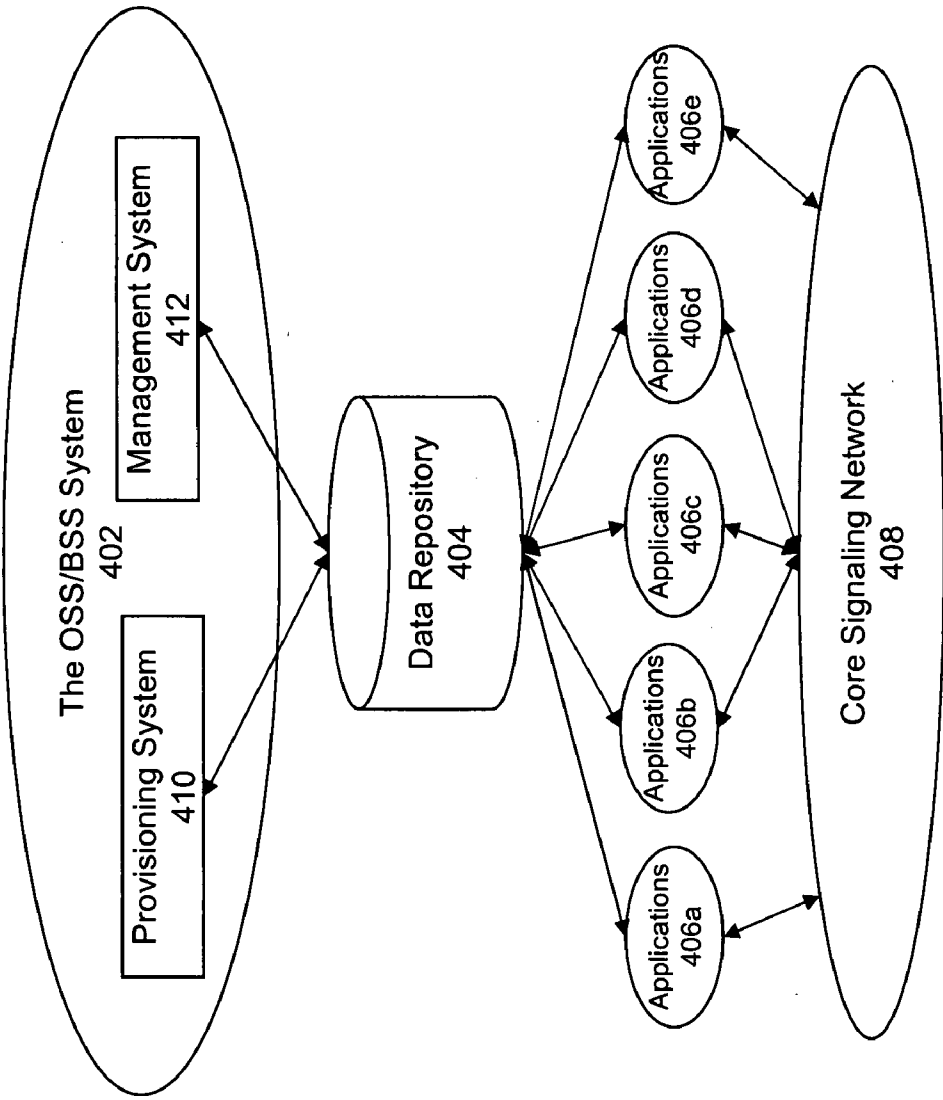 The OSS/BSS System
402
Provisioning System
410
Management System
412
Data Repository
404
Applications
406a
Applications
406b
Applications
406c
Applications
406d
Applications
406e
Core Signaling Network
408